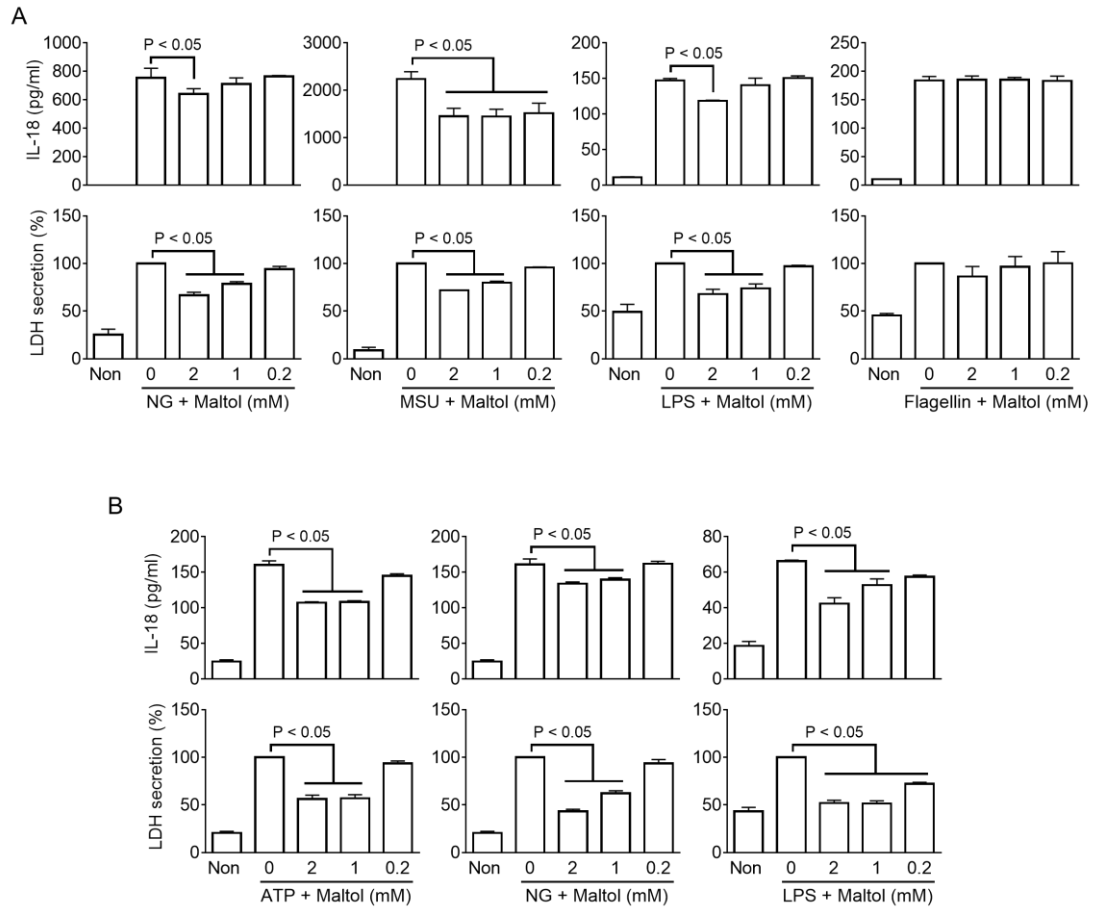 A
IL-18 (pg/ml)
1000
800
600
400
200
0
P < 0.05
3000
2000
1000
0
P < 0.05
200
150
100
50
0
P < 0.05
250
200
150
100
50
0
LDH secretion (%)
150
100
50
0
P < 0.05
Non 0 2 1 0.2
NG + Maltol (mM)
150
100
50
0
P < 0.05
Non 0 2 1 0.2
MSU + Maltol (mM)
150
100
50
0
P < 0.05
Non 0 2 1 0.2
LPS + Maltol (mM)
150
100
50
0
Non 0 2 1 0.2
Flagellin + Maltol (mM)
B
IL-18 (pg/ml)
200
150
100
50
0
P < 0.05
200
150
100
50
0
P < 0.05
80
60
40
20
0
P < 0.05
LDH secretion (%)
150
100
50
0
P < 0.05
Non 0 2 1 0.2
ATP + Maltol (mM)
150
100
50
0
P < 0.05
Non 0 2 1 0.2
NG + Maltol (mM)
150
100
50
0
P < 0.05
Non 0 2 1 0.2
LPS + Maltol (mM)